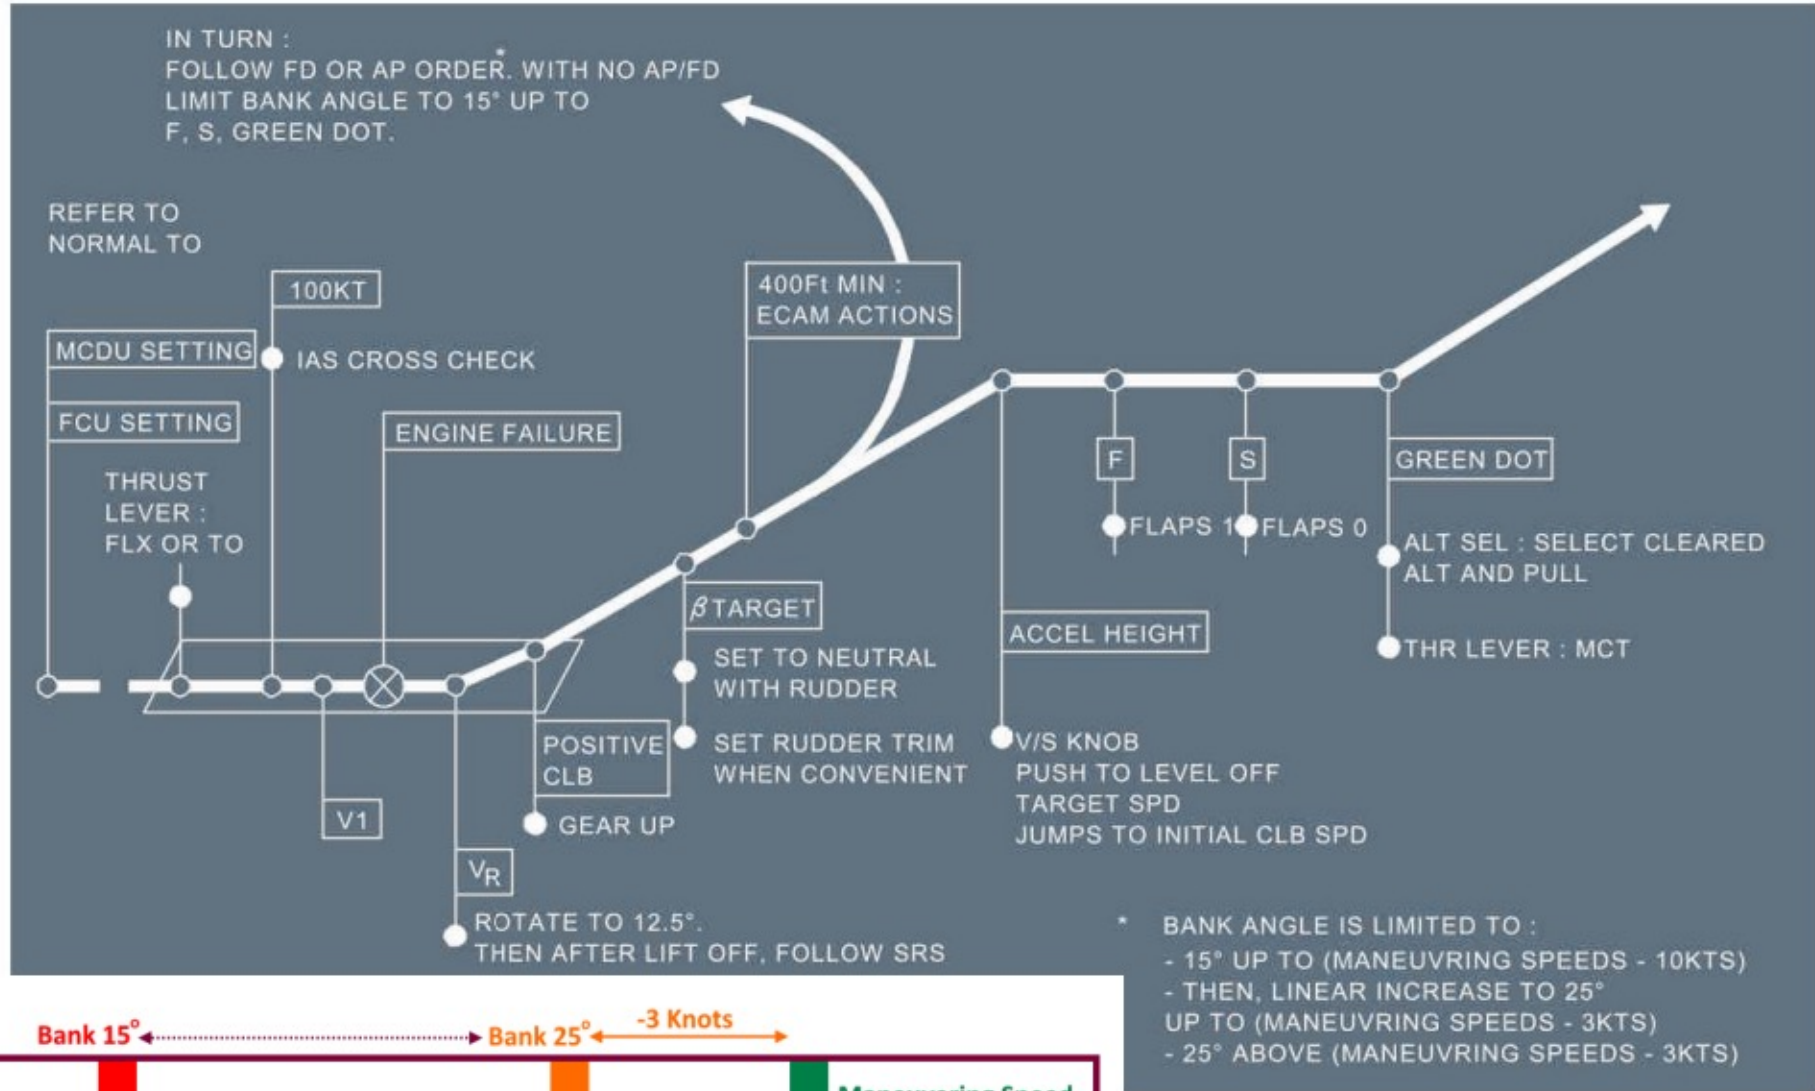 IN TURN :
FOLLOW FD OR AP ORDER.* WITH NO AP/FD
LIMIT BANK ANGLE TO 15° UP TO
F, S, GREEN DOT.
REFER TO
NORMAL TO
100KT
400Ft MIN :
ECAM ACTIONS
MCDU SETTING
IAS CROSS CHECK
FCU SETTING
ENGINE FAILURE
THRUST
LEVER :
FLX OR TO
F
S
GREEN DOT
FLAPS 1
FLAPS 0
ALT SEL : SELECT CLEARED
ALT AND PULL
β TARGET
ACCEL HEIGHT
THR LEVER : MCT
SET TO NEUTRAL
WITH RUDDER
POSITIVE
CLB
SET RUDDER TRIM
WHEN CONVENIENT
V/S KNOB
PUSH TO LEVEL OFF
TARGET SPD
JUMPS TO INITIAL CLB SPD
V1
GEAR UP
VR
ROTATE TO 12.5°.
THEN AFTER LIFT OFF, FOLLOW SRS
* BANK ANGLE IS LIMITED TO :
- 15° UP TO (MANEUVRING SPEEDS - 10KTS)
- THEN, LINEAR INCREASE TO 25°
UP TO (MANEUVRING SPEEDS - 3KTS)
- 25° ABOVE (MANEUVRING SPEEDS - 3KTS)
Bank 15°
Bank 25°
-3 Knots
Maneuvering Speed